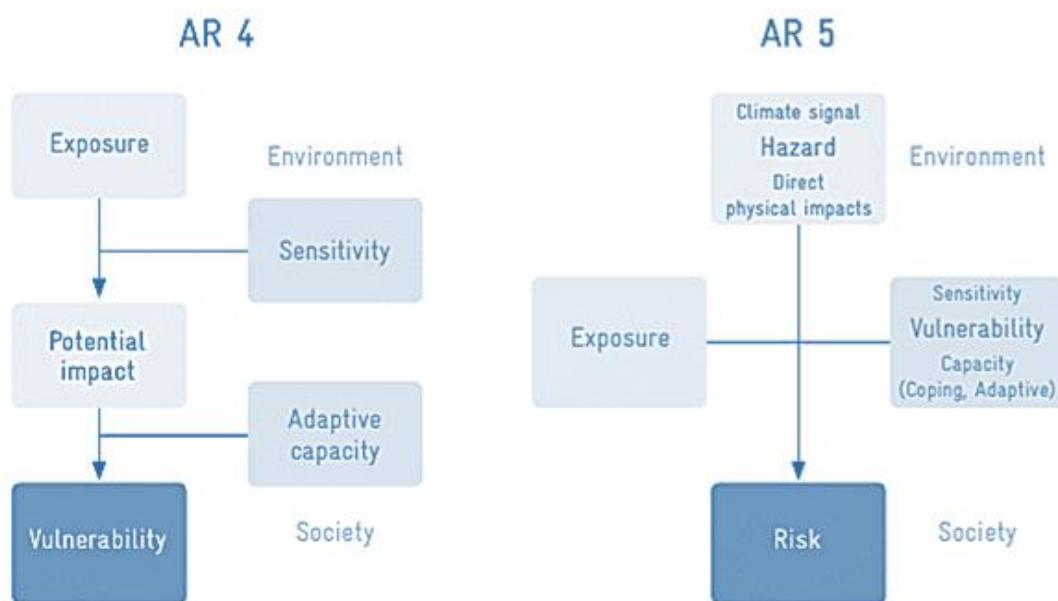 AR 4
Exposure
Environment
Sensitivity
Potential
impact
Adaptive
capacity
Vulnerability
Society
AR 5
Climate signal
Hazard
Direct
physical impacts
Environment
Exposure
Sensitivity
Vulnerability
Capacity
(Coping, Adaptive)
Risk
Society